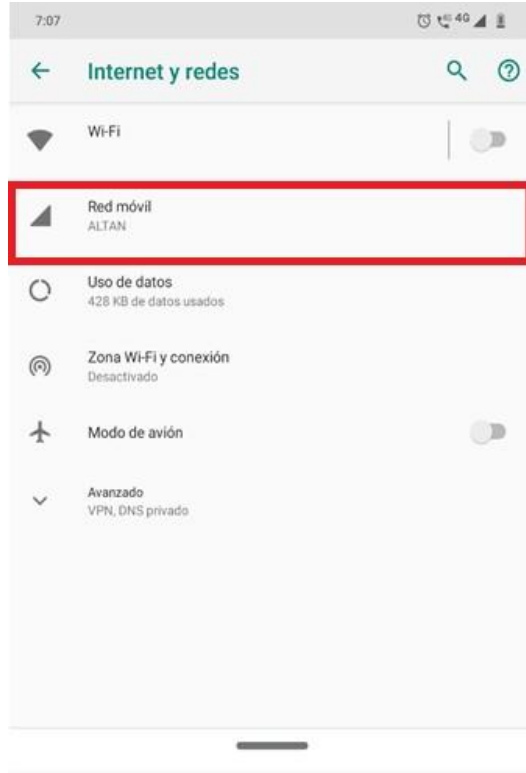 7:07
4G
Internet y redes
Wi-Fi
Red móvil
ALTAN
Uso de datos
428 KB de datos usados
Zona Wi-Fi y conexión
Desactivado
Modo de avión
Avanzado
VPN, DNS privado